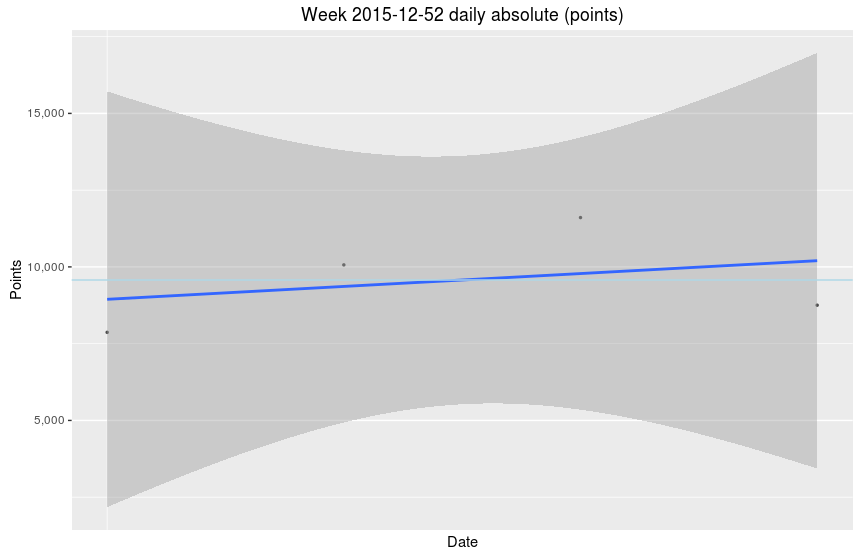 Week 2015-12-52 daily absolute (points)
15,000
10,000
5,000
Points
Date